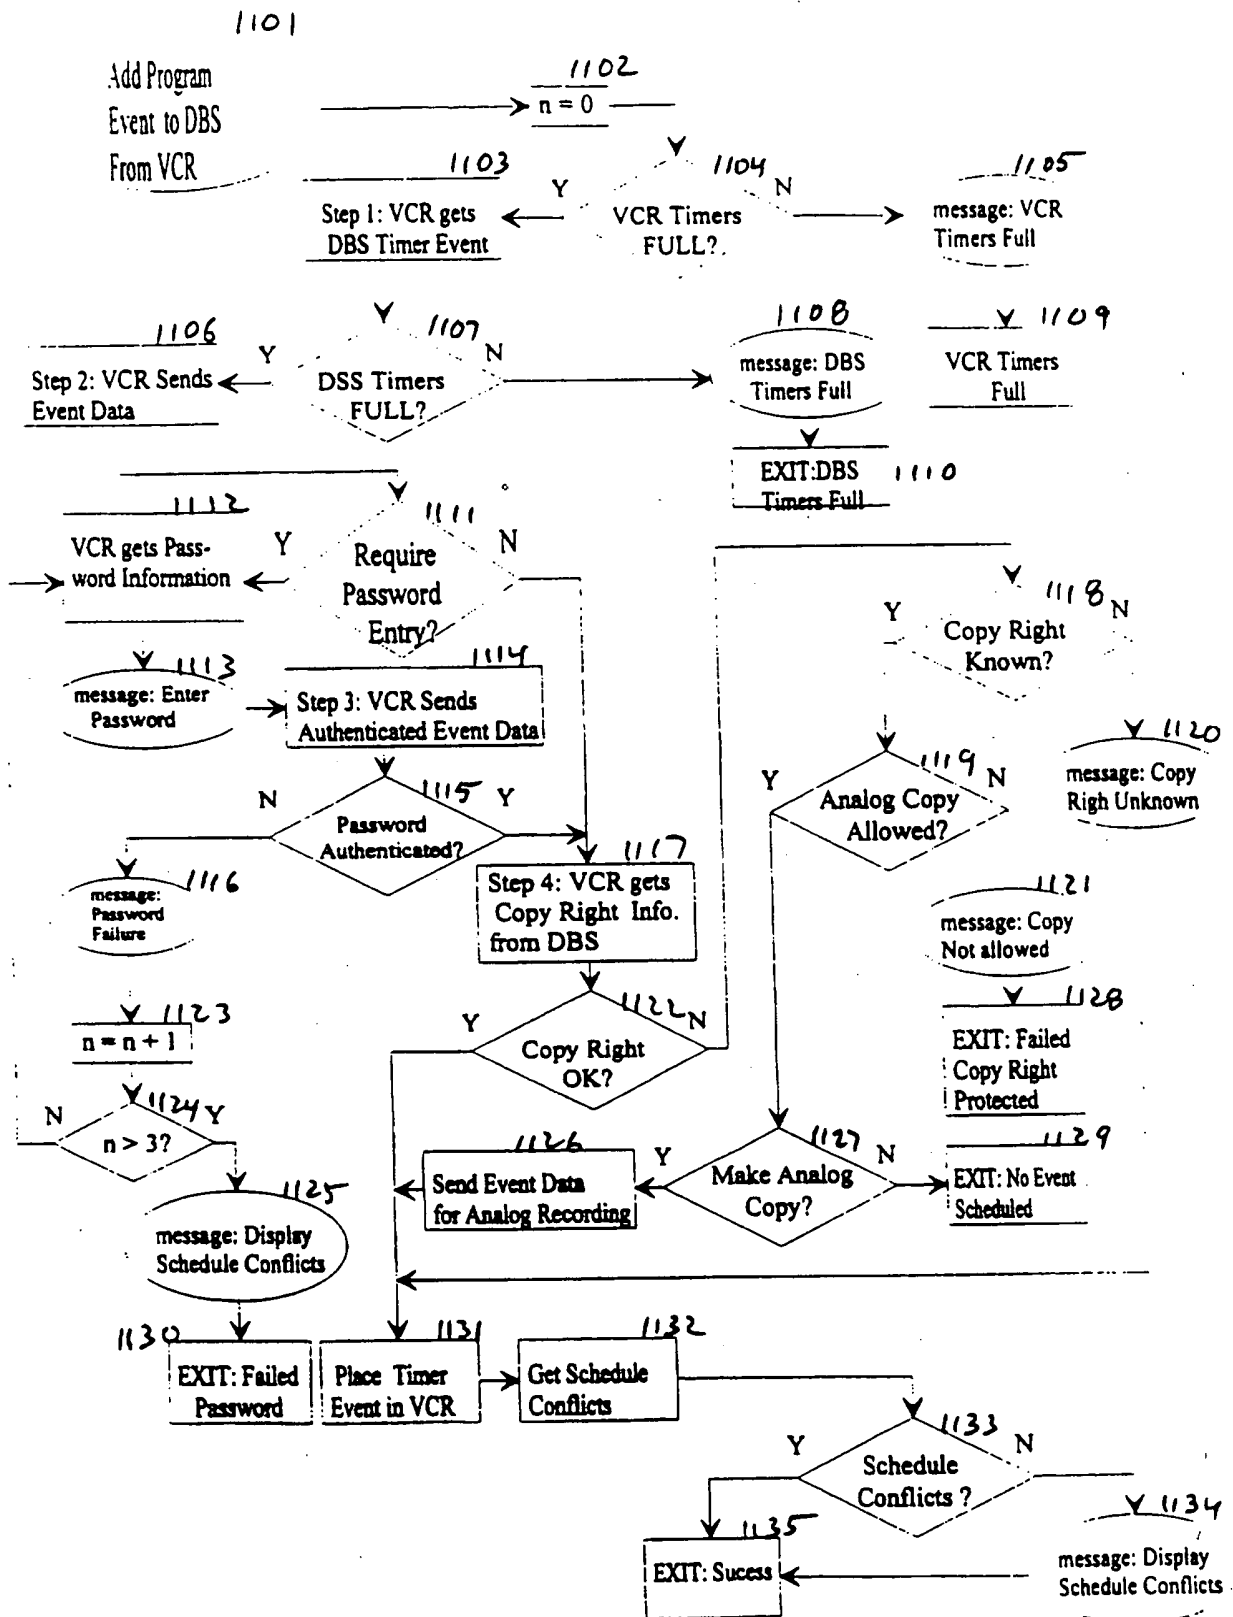 1101
Add Program
Event to DBS
From VCR
1102
n = 0
1103
Step 1: VCR gets
DBS Timer Event
1104
Y
N
VCR Timers
FULL?
1105
message: VCR
Timers Full
1106
Step 2: VCR Sends
Event Data
1107
Y
N
DSS Timers
FULL?
1108
message: DBS
Timers Full
1109
VCR Timers
Full
EXIT:DBS
Timers Full
1110
1112
VCR gets Pass-
word Information
1111
Y
N
Require
Password
Entry?
1118
Y
N
Copy Right
Known?
1113
message: Enter
Password
1114
Step 3: VCR Sends
Authenticated Event Data
1120
message: Copy
Righ Unknown
1119
Y
N
Analog Copy
Allowed?
1115
N
Y
Password
Authenticated?
1116
message:
Password
Failure
1117
Step 4: VCR gets
Copy Right Info.
from DBS
1121
message: Copy
Not allowed
1123
n = n + 1
1122
Y
N
Copy Right
OK?
1128
EXIT: Failed
Copy Right
Protected
1124
N
Y
n > 3?
1126
Send Event Data
for Analog Recording
1127
Y
N
Make Analog
Copy?
1129
EXIT: No Event
Scheduled
1125
message: Display
Schedule Conflicts
1130
EXIT: Failed
Password
1131
Place Timer
Event in VCR
1132
Get Schedule
Conflicts
1133
Y
N
Schedule
Conflicts ?
1134
message: Display
Schedule Conflicts
1135
EXIT: Sucess